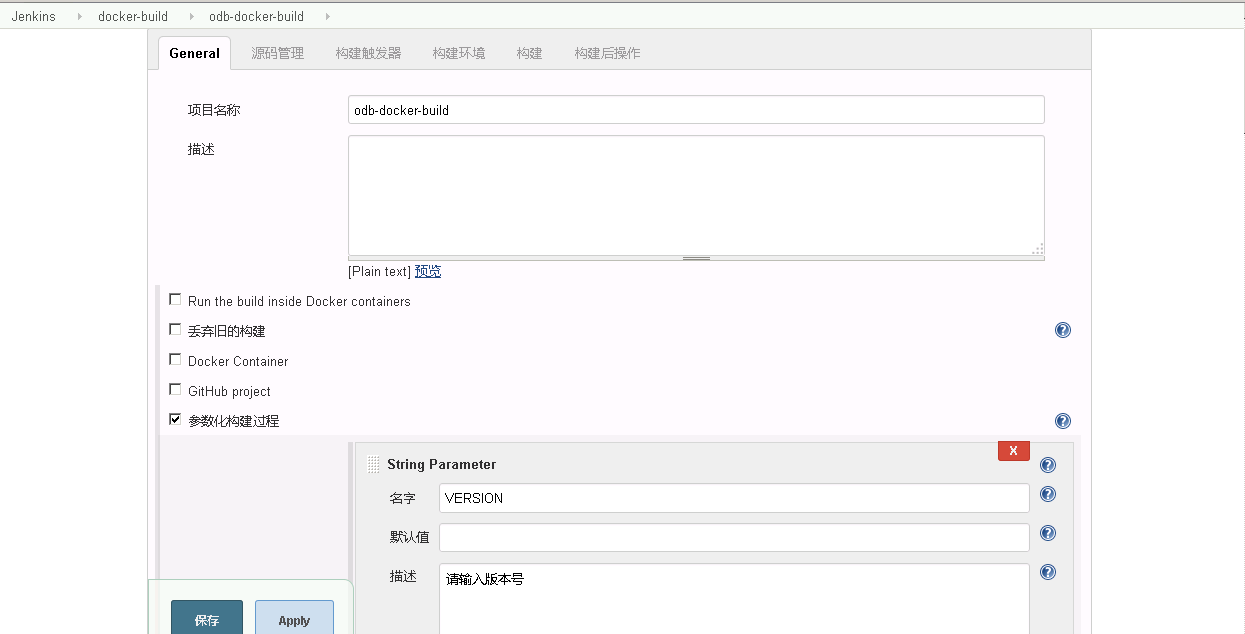 Jenkins docker-build odb-docker-build
General 源码管理 构建触发器 构建环境 构建 构建后操作
项目名称 odb-docker-build
描述
[Plain text] 预览
Run the build inside Docker containers
丢弃旧的构建
Docker Container
GitHub project
参数化构建过程
X
String Parameter
名字 VERSION
默认值
描述 请输入版本号
保存 Apply